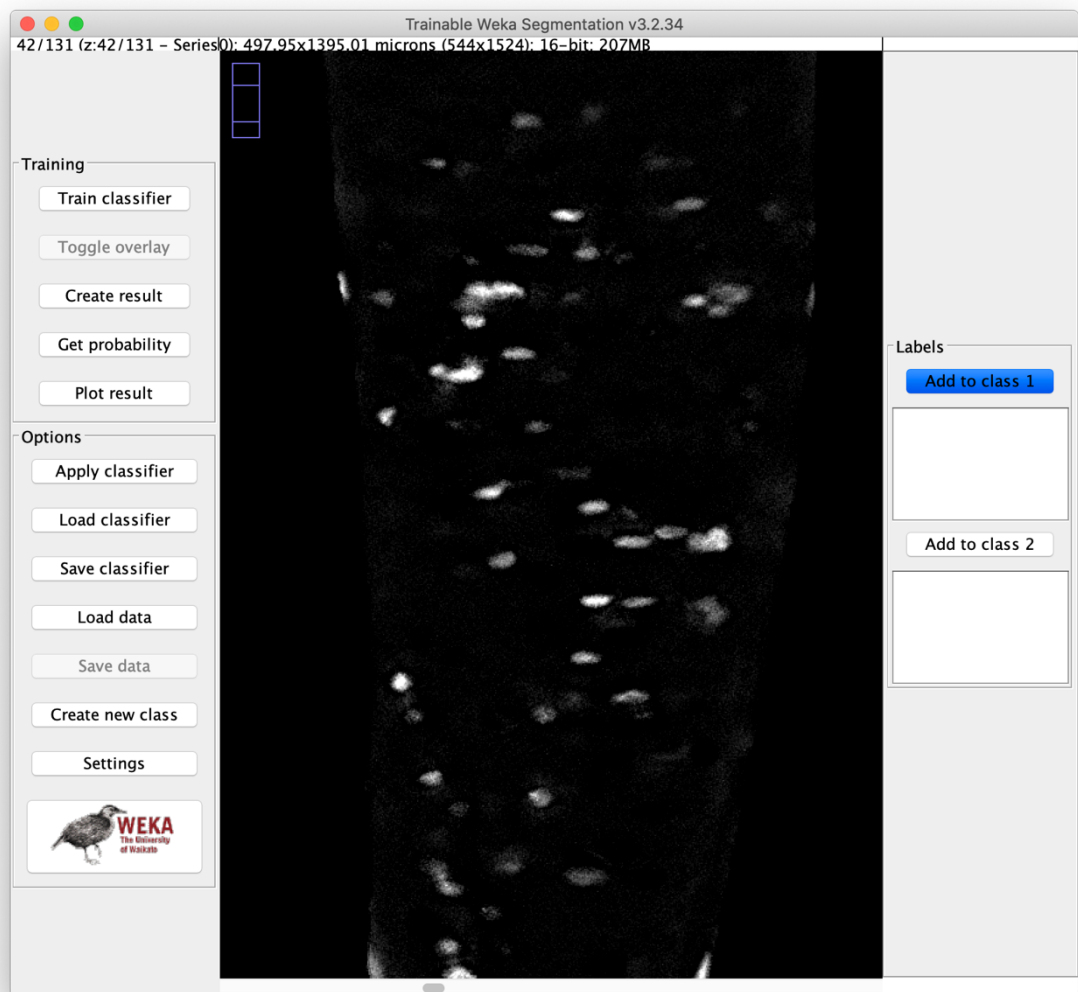 Trainable Weka Segmentation v3.2.34
42/131 (z:42/131 - Series0); 497.95x1395.01 microns (544x1524); 16-bit; 207MB
Training
Train classifier
Toggle overlay
Create result
Get probability
Plot result
Options
Apply classifier
Load classifier
Save classifier
Load data
Save data
Create new class
Settings
WEKA
The University
of Waikato
Labels
Add to class 1
Add to class 2